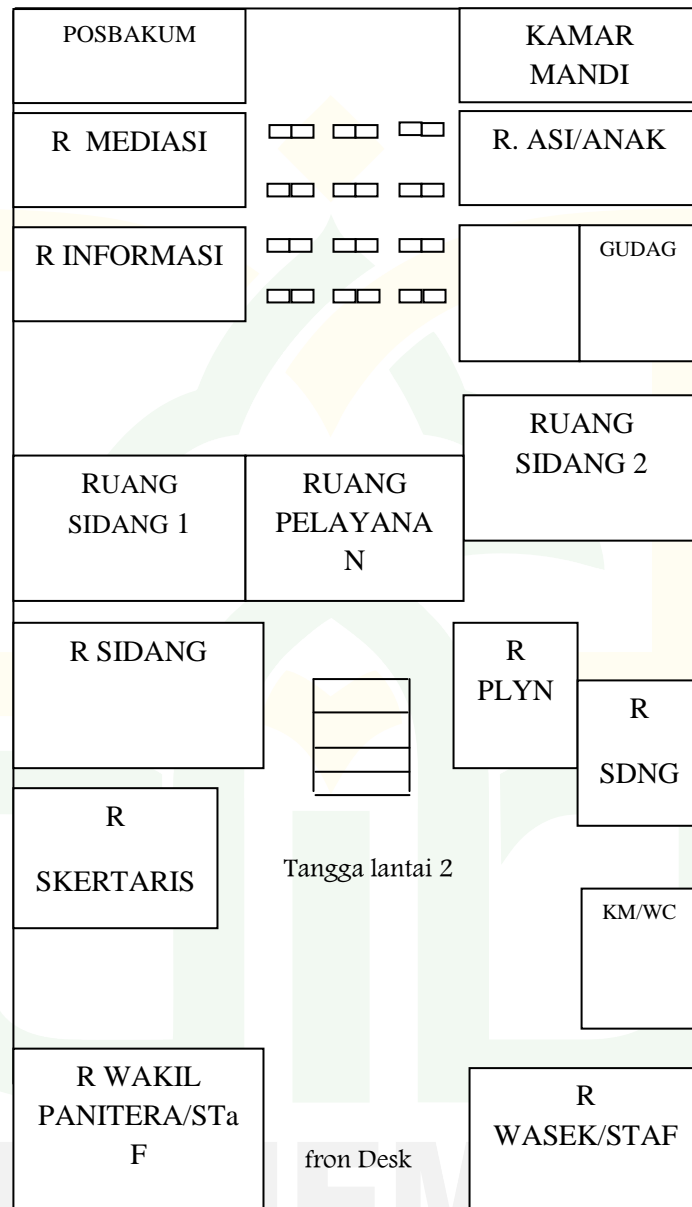 POSBAKUM
KAMAR
MANDI
R MEDIASI
R. ASI/ANAK
R INFORMASI
GUDAG
RUANG
SIDANG 2
RUANG
SIDANG 1
RUANG
PELAYANA
N
R SIDANG
R
PLYN
R
SDNG
R
SKERTARIS
Tangga lantai 2
KM/WC
R WAKIL
PANITERA/STa
F
R
WASEK/STAF
fron Desk